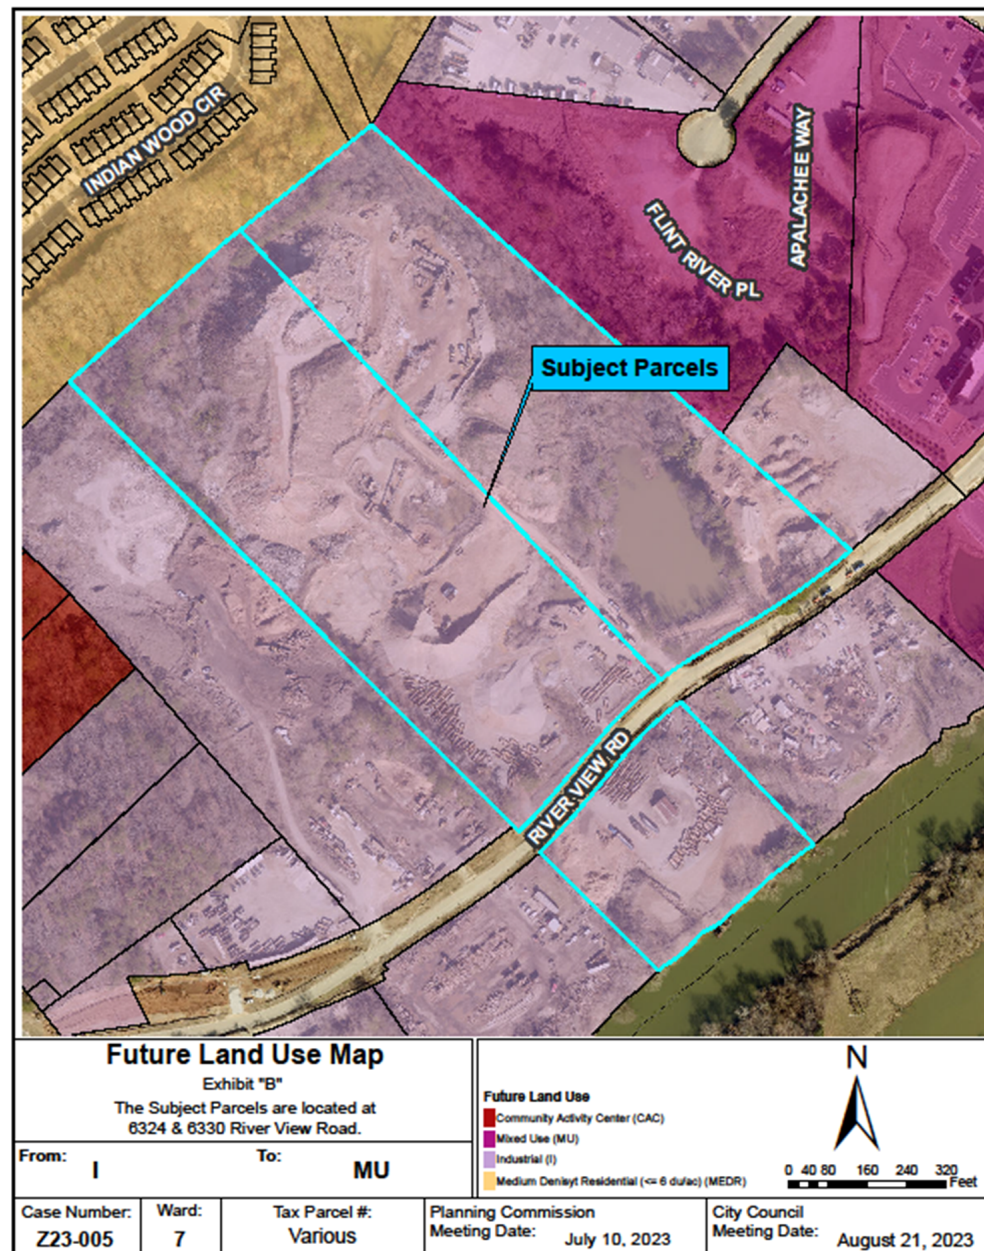 INDIAN WOOD CIR
APALACHEE WAY
FLINT RIVER PL
Subject Parcels
RIVER VIEW RD
Future Land Use Map
Exhibit "B"
The Subject Parcels are located at
6324 & 6330 River View Road.
From:
I
To:
MU
Future Land Use
Community Activity Center (CAC)
Mixed Use (MU)
Industrial (I)
Medium Denisyt Residential (<= 6 du/ac) (MEDR)
N
0 40 80 160 240 320
Feet
Case Number:
Z23-005
Ward:
7
Tax Parcel #:
Various
Planning Commission
Meeting Date: July 10, 2023
City Council
Meeting Date: August 21, 2023